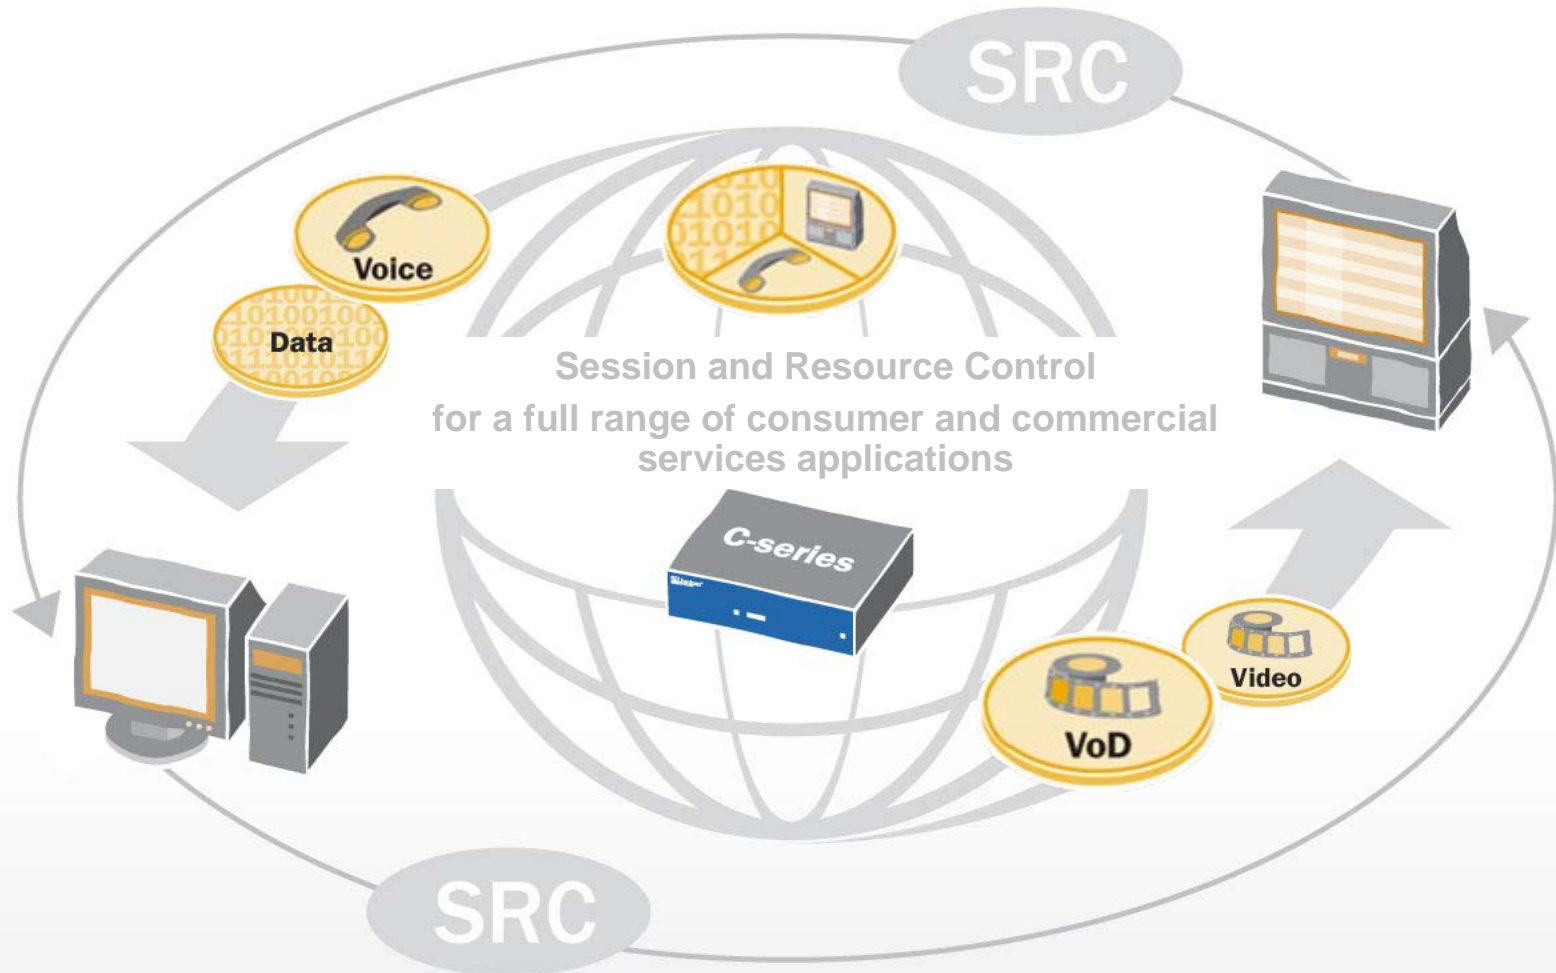 SRC
Voice
Data
Session and Resource Control
for a full range of consumer and commercial
services applications
C-series
Video
VoD
SRC